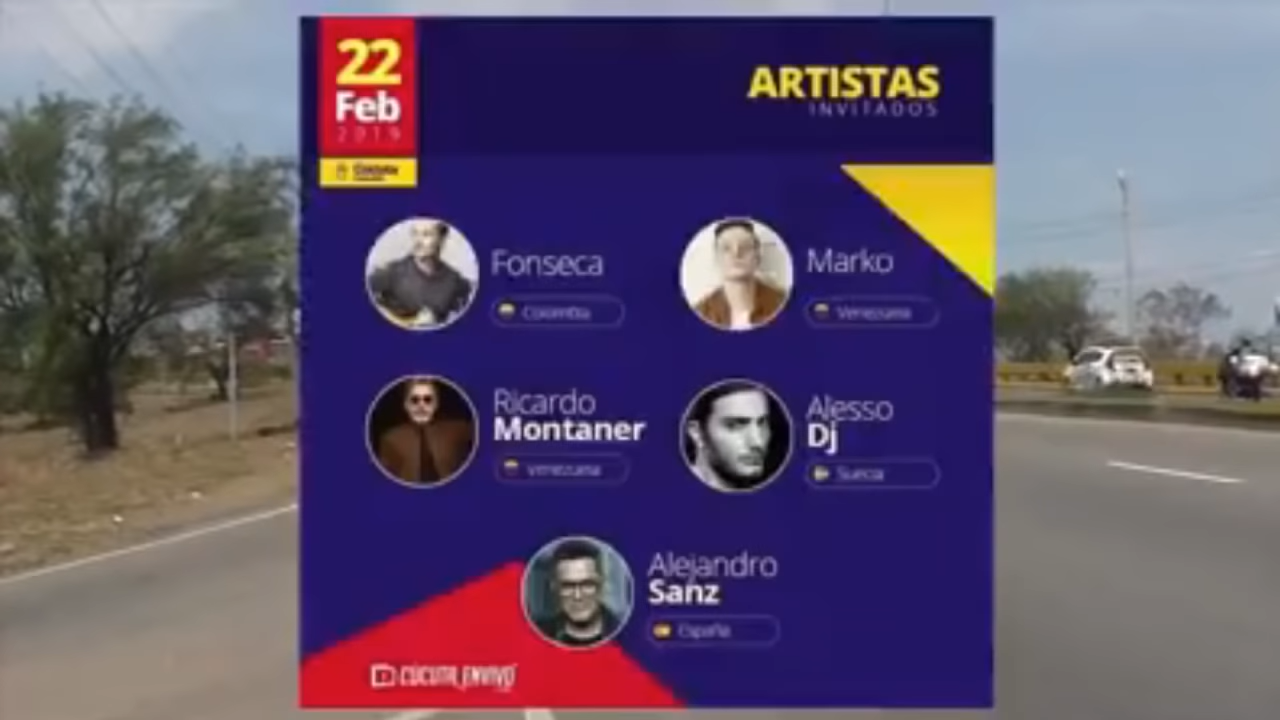 22
Feb
2019
ARTISTAS
INVITADOS
Fonseca
Colombia
Marko
Venezuela
Ricardo
Montaner
Venezuela
Alesso
Dj
Suecia
Alejandro
Sanz
España
CÚCUTA ENVIVO